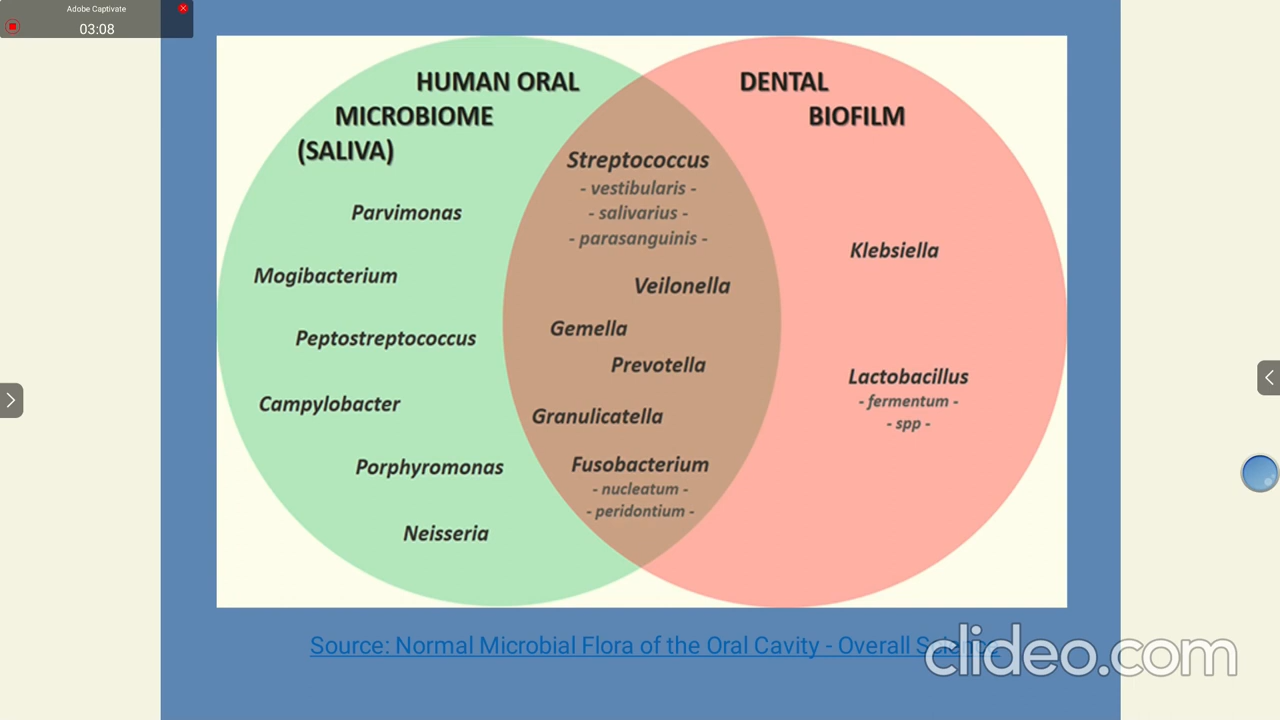 Adobe Captivate
03:08
HUMAN ORAL
MICROBIOME
(SALIVA)
Parvimonas
Mogibacterium
Peptostreptococcus
Campylobacter
Porphyromonas
Neisseria
Streptococcus
- vestibularis -
- salivarius -
- parasanguinis -
Veilonella
Gemella
Prevotella
Granulicatella
Fusobacterium
- nucleatum -
- peridontium -
DENTAL
BIOFILM
Klebsiella
Lactobacillus
- fermentum -
- spp -
Source: Normal Microbial Flora of the Oral Cavity - Overall
clideo.com